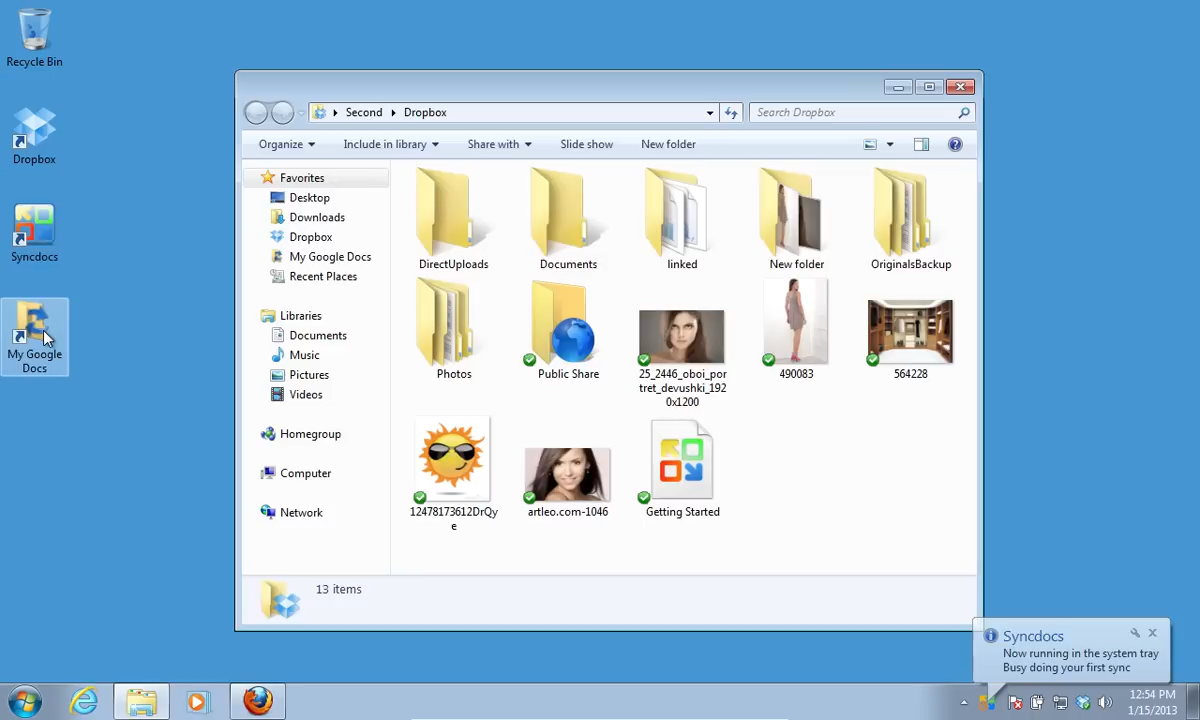 Recycle Bin
Dropbox
Syncdocs
My Google
Docs
Second
Dropbox
Search Dropbox
Organize
Include in library
Share with
Slide show
New folder
Favorites
Desktop
Downloads
Dropbox
My Google Docs
Recent Places
Libraries
Documents
Music
Pictures
Videos
Homegroup
Computer
Network
DirectUploads
Documents
linked
New folder
OriginalsBackup
Photos
Public Share
25_2446_oboi_por
tret_devushki_192
0x1200
490083
564228
12478173612DrQy
e
artleo.com-1046
Getting Started
13 items
Syncdocs
Now running in the system tray
Busy doing your first sync
12:54 PM
1/15/2013